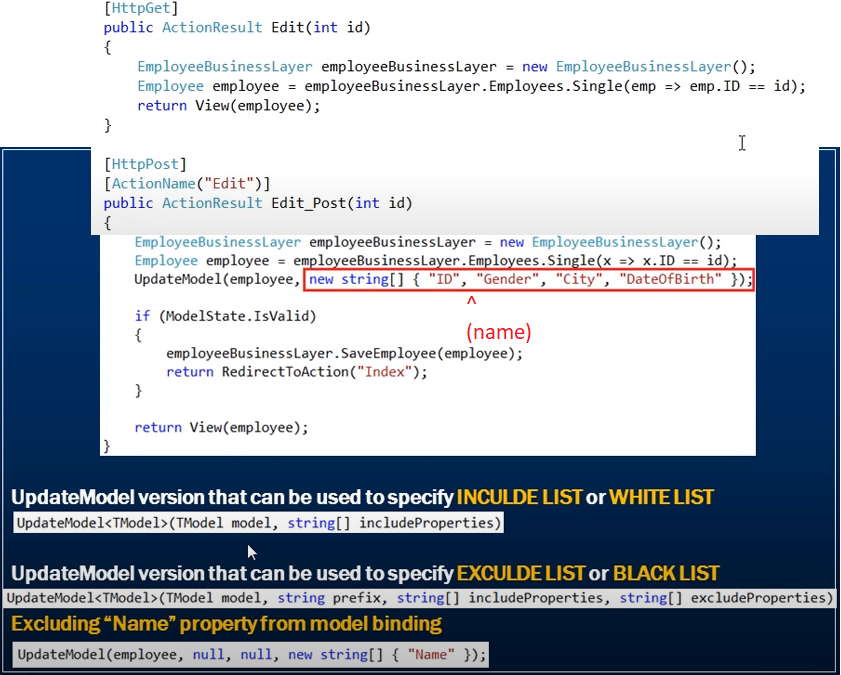 [HttpGet]
public ActionResult Edit(int id)
{
EmployeeBusinessLayer employeeBusinessLayer = new EmployeeBusinessLayer();
Employee employee = employeeBusinessLayer.Employees.Single(emp => emp.ID == id);
return View(employee);
}
[HttpPost]
[ActionName("Edit")]
public ActionResult Edit_Post(int id)
{
EmployeeBusinessLayer employeeBusinessLayer = new EmployeeBusinessLayer();
Employee employee = employeeBusinessLayer.Employees.Single(x => x.ID == id);
UpdateModel(employee, new string[] { "ID", "Gender", "City", "DateOfBirth" });
^
(name)
if (ModelState.IsValid)
{
employeeBusinessLayer.SaveEmployee(employee);
return RedirectToAction("Index");
}
return View(employee);
}
UpdateModel version that can be used to specify INCULDE LIST or WHITE LIST
UpdateModel<TModel>(TModel model, string[] includeProperties)
UpdateModel version that can be used to specify EXCULDE LIST or BLACK LIST
UpdateModel<TModel>(TModel model, string prefix, string[] includeProperties, string[] excludeProperties)
Excluding “Name” property from model binding
UpdateModel(employee, null, null, new string[] { "Name" });